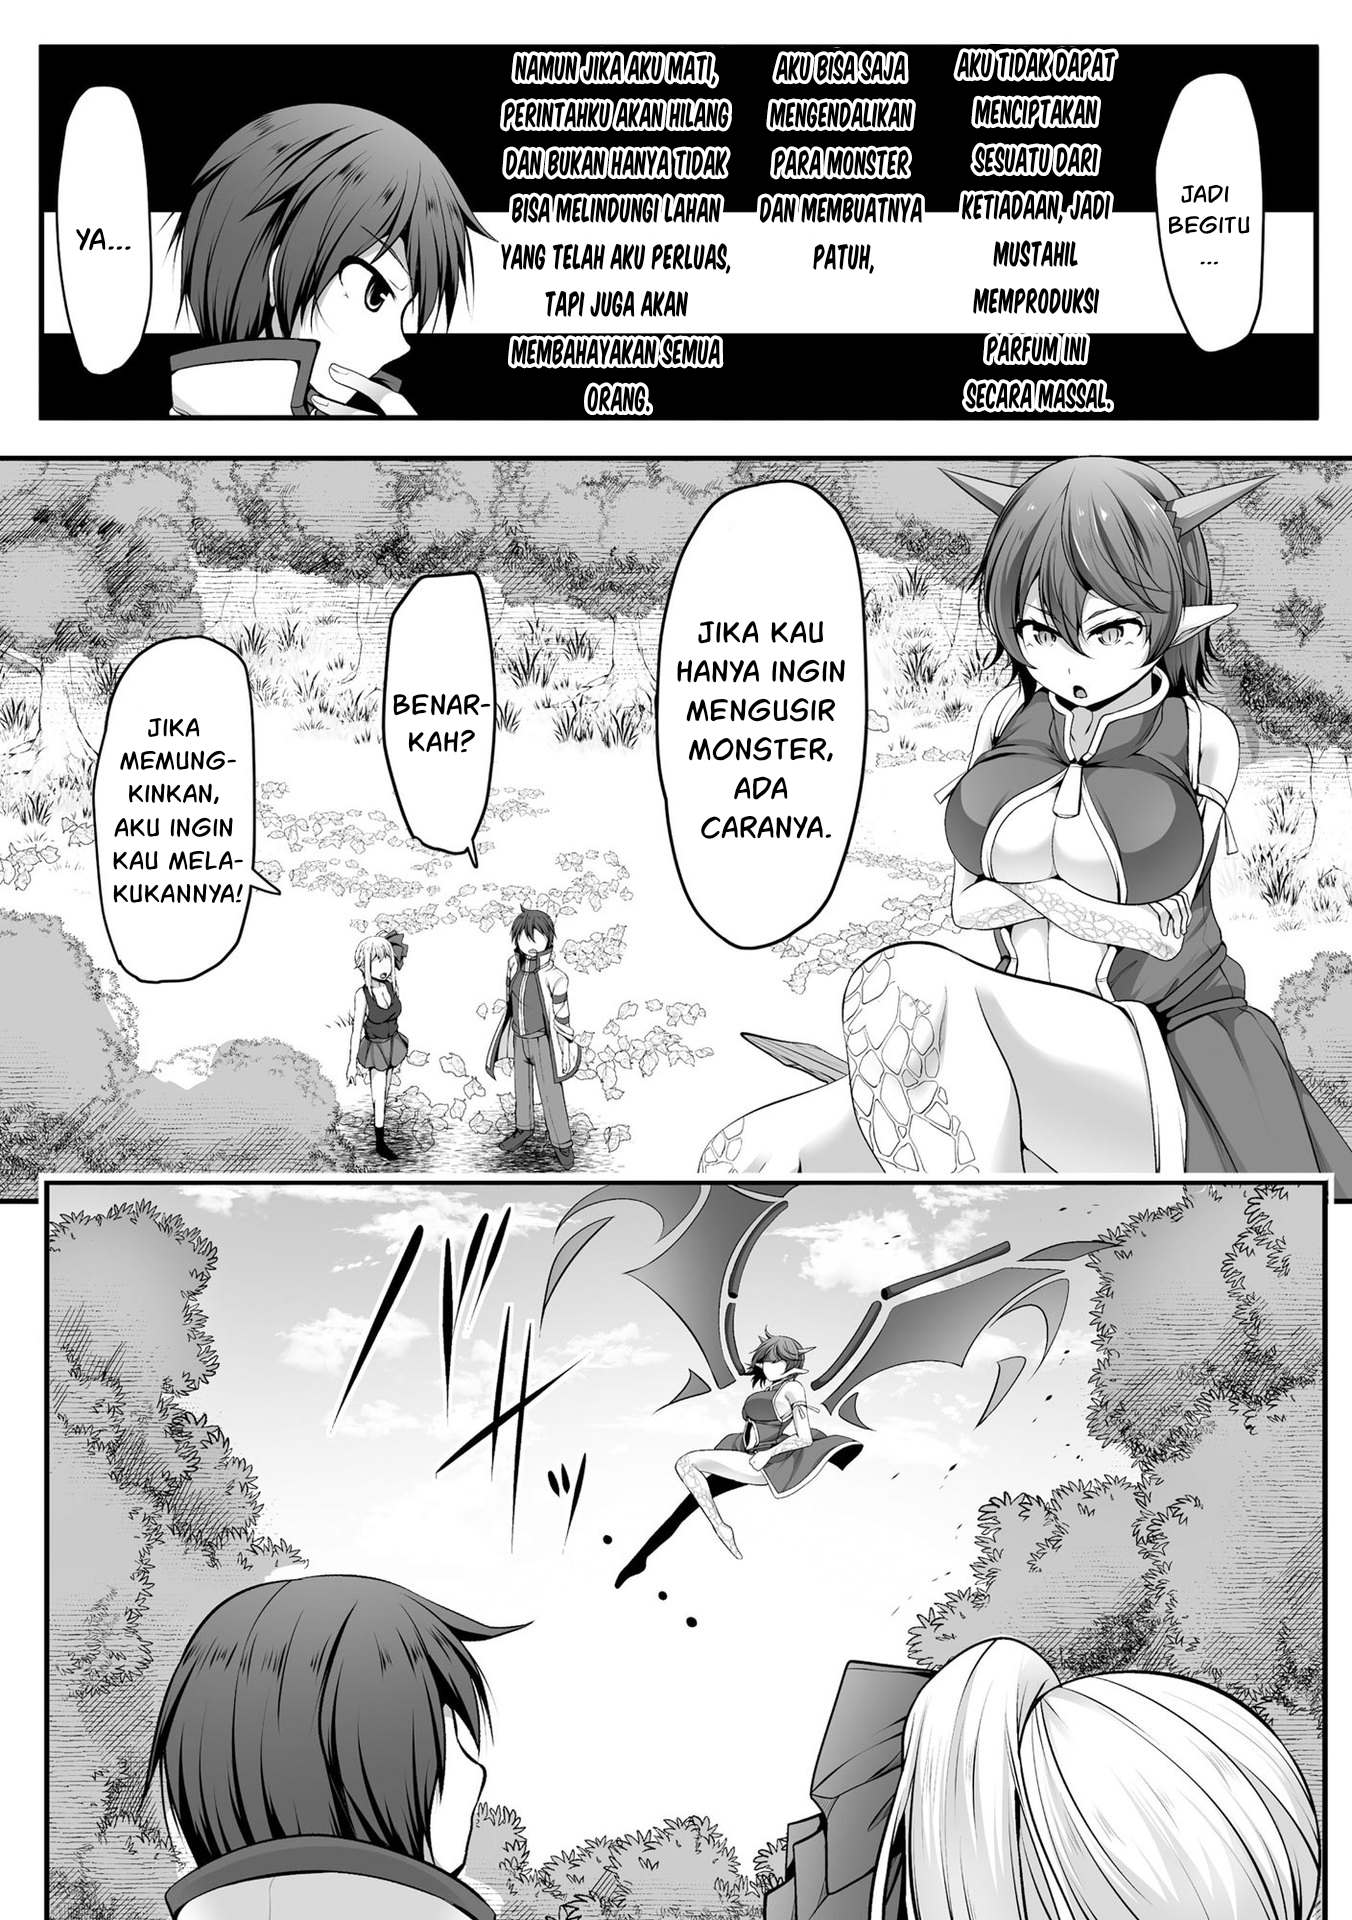 JADI
BEGITU
...
AKU TIDAK DAPAT
MENCIPTAKAN
SESUATU DARI
KETIADAAN, JADI
MUSTAHIL
MEMPRODUKSI
PARFUM INI
SECARA MASSAL.
AKU BISA SAJA
MENGENDALIKAN
PARA MONSTER
DAN MEMBUATNYA
PATUH,
NAMUN JIKA AKU MATI,
PERINTAHKU AKAN HILANG
DAN BUKAN HANYA TIDAK
BISA MELINDUNGI LAHAN
YANG TELAH AKU PERLUAS,
TAPI JUGA AKAN
MEMBAHAYAKAN SEMUA
ORANG.
YA...
JIKA KAU
HANYA INGIN
MENGUSIR
MONSTER,
ADA
CARANYA.
BENAR-
KAH?
JIKA
MEMUNG-
KINKAN,
AKU INGIN
KAU MELA-
KUKANNYA!
バサッ…